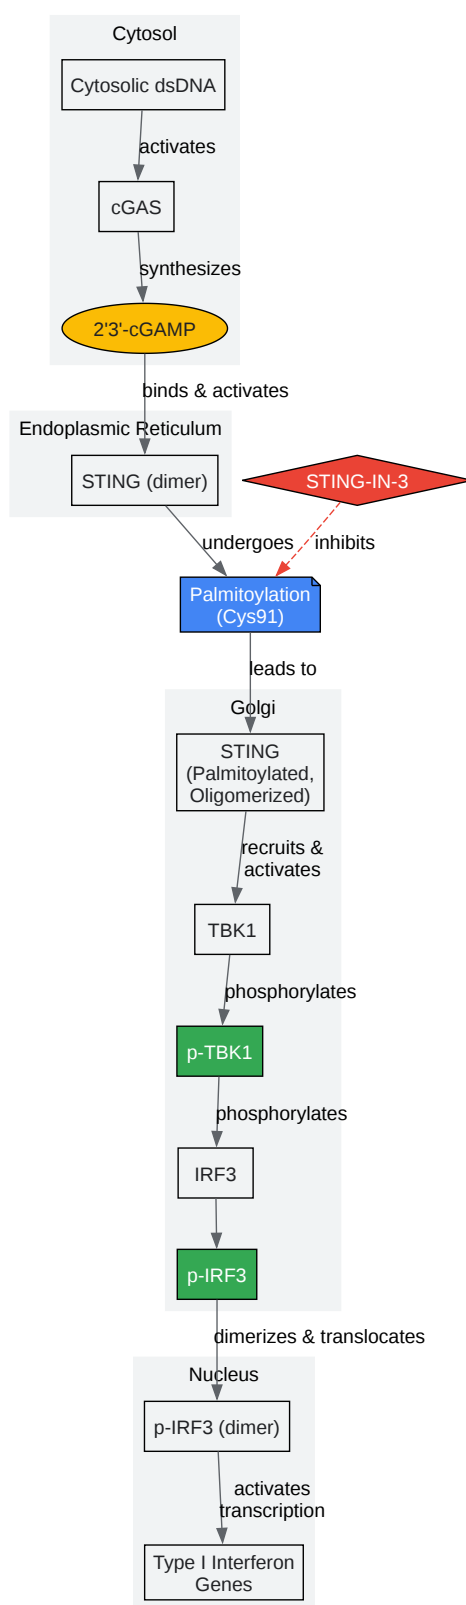 Cytosol
Cytosolic dsDNA
activates
cGAS
synthesizes
2'3'-cGAMP
binds & activates
Endoplasmic Reticulum
STING (dimer)
STING-IN-3
undergoes
inhibits
Palmitoylation
(Cys91)
leads to
Golgi
STING
(Palmitoylated,
Oligomerized)
recruits &
activates
TBK1
phosphorylates
p-TBK1
phosphorylates
IRF3
p-IRF3
dimerizes & translocates
Nucleus
p-IRF3 (dimer)
activates
transcription
Type I Interferon
Genes